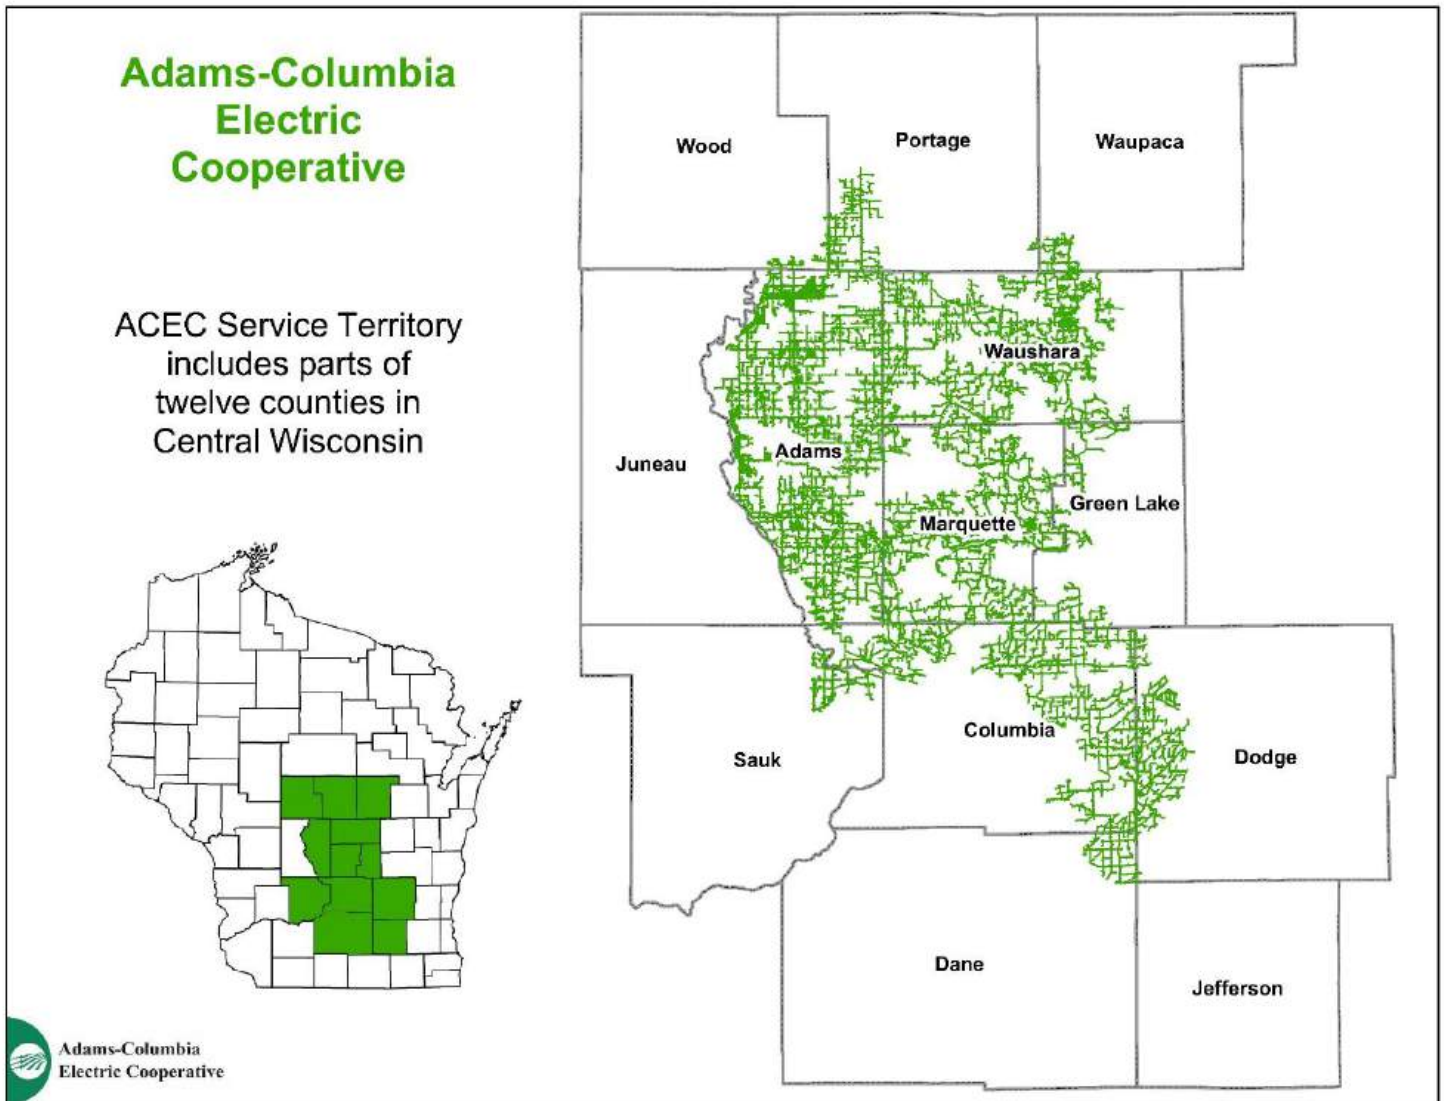 Adams-Columbia
Electric
Cooperative
ACEC Service Territory
includes parts of
twelve counties in
Central Wisconsin
Wood
Portage
Waupaca
Waushara
Adams
Juneau
Green Lake
Marquette
Columbia
Sauk
Dodge
Dane
Jefferson
Adams-Columbia
Electric Cooperative